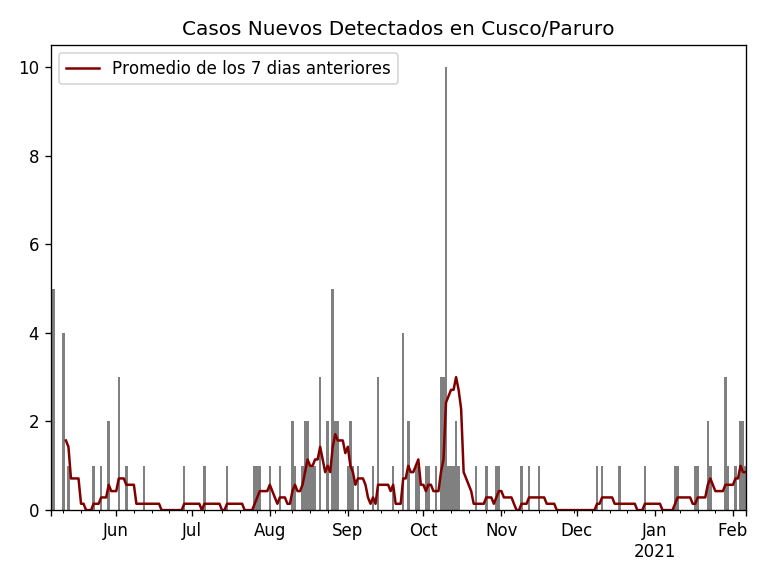 Casos Nuevos Detectados en Cusco/Paruro
Promedio de los 7 dias anteriores
10
8
6
4
2
0
Jun Jul Aug Sep Oct Nov Dec Jan Feb
2021